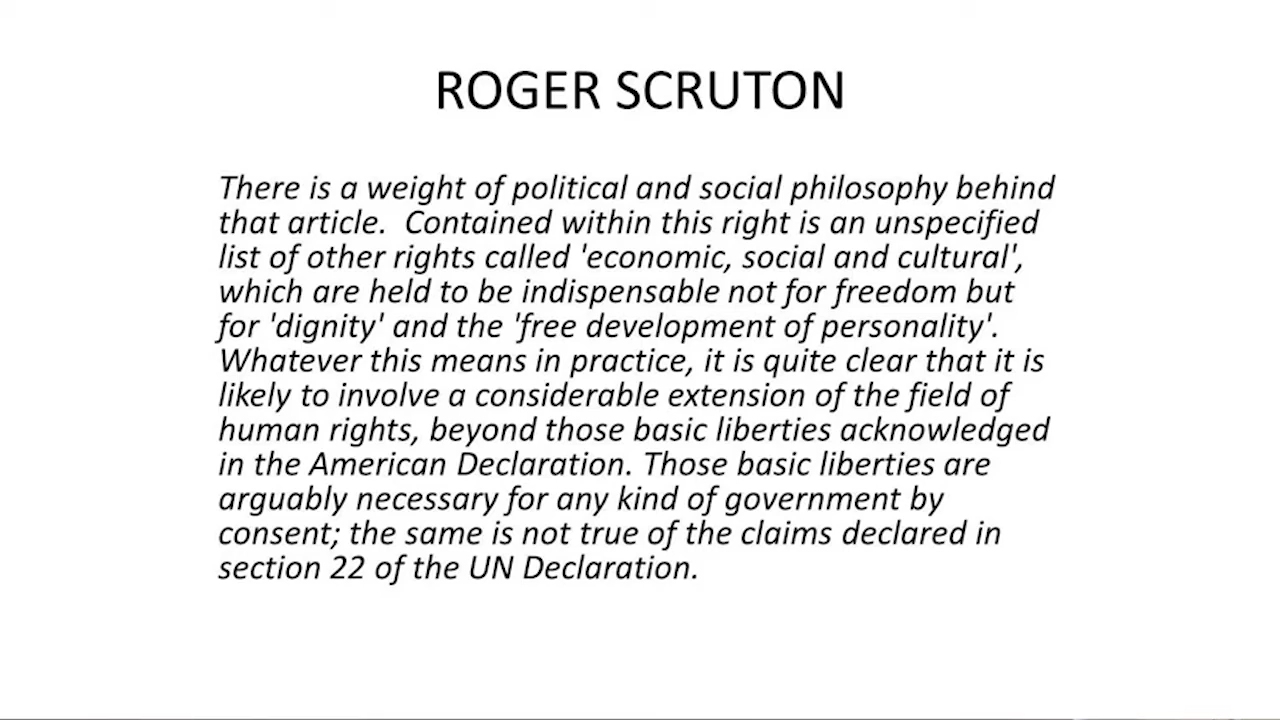 ROGER SCRUTON
There is a weight of political and social philosophy behind
that article.  Contained within this right is an unspecified
list of other rights called 'economic, social and cultural',
which are held to be indispensable not for freedom but
for 'dignity' and the 'free development of personality'.
Whatever this means in practice, it is quite clear that it is
likely to involve a considerable extension of the field of
human rights, beyond those basic liberties acknowledged
in the American Declaration. Those basic liberties are
arguably necessary for any kind of government by
consent; the same is not true of the claims declared in
section 22 of the UN Declaration.